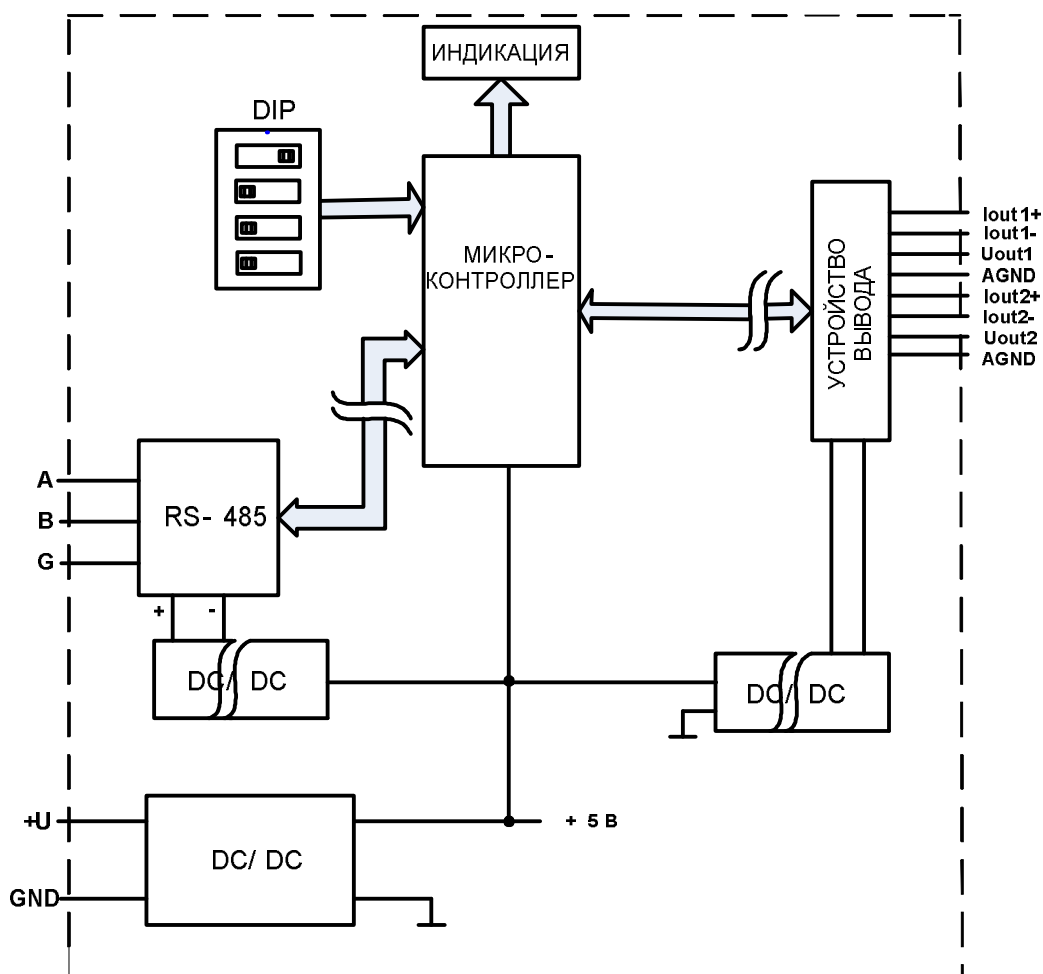 ИНДИКАЦИЯ
DIP
МИКРО-
КОНТРОЛЛЕР
УСТРОЙСТВО
ВЫВОДА
Iout1+
Iout1-
Uout1
AGND
Iout2+
Iout2-
Uout2
AGND
A
B
G
RS- 485
+ -
DC/ DC
DC/ DC
+U
GND
DC/ DC
+ 5 В